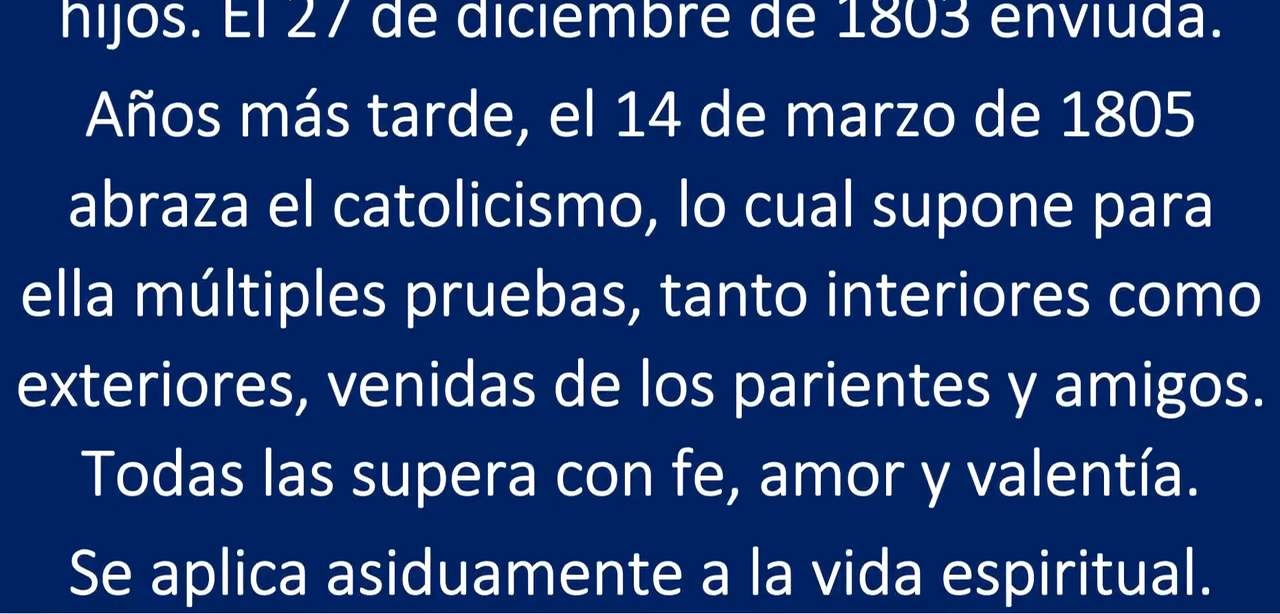 hijos. El 27 de diciembre de 1803 enviuda.
Años más tarde, el 14 de marzo de 1805
abraza el catolicismo, lo cual supone para
ella múltiples pruebas, tanto interiores como
exteriores, venidas de los parientes y amigos.
Todas las supera con fe, amor y valentía.
Se aplica asiduamente a la vida espiritual.